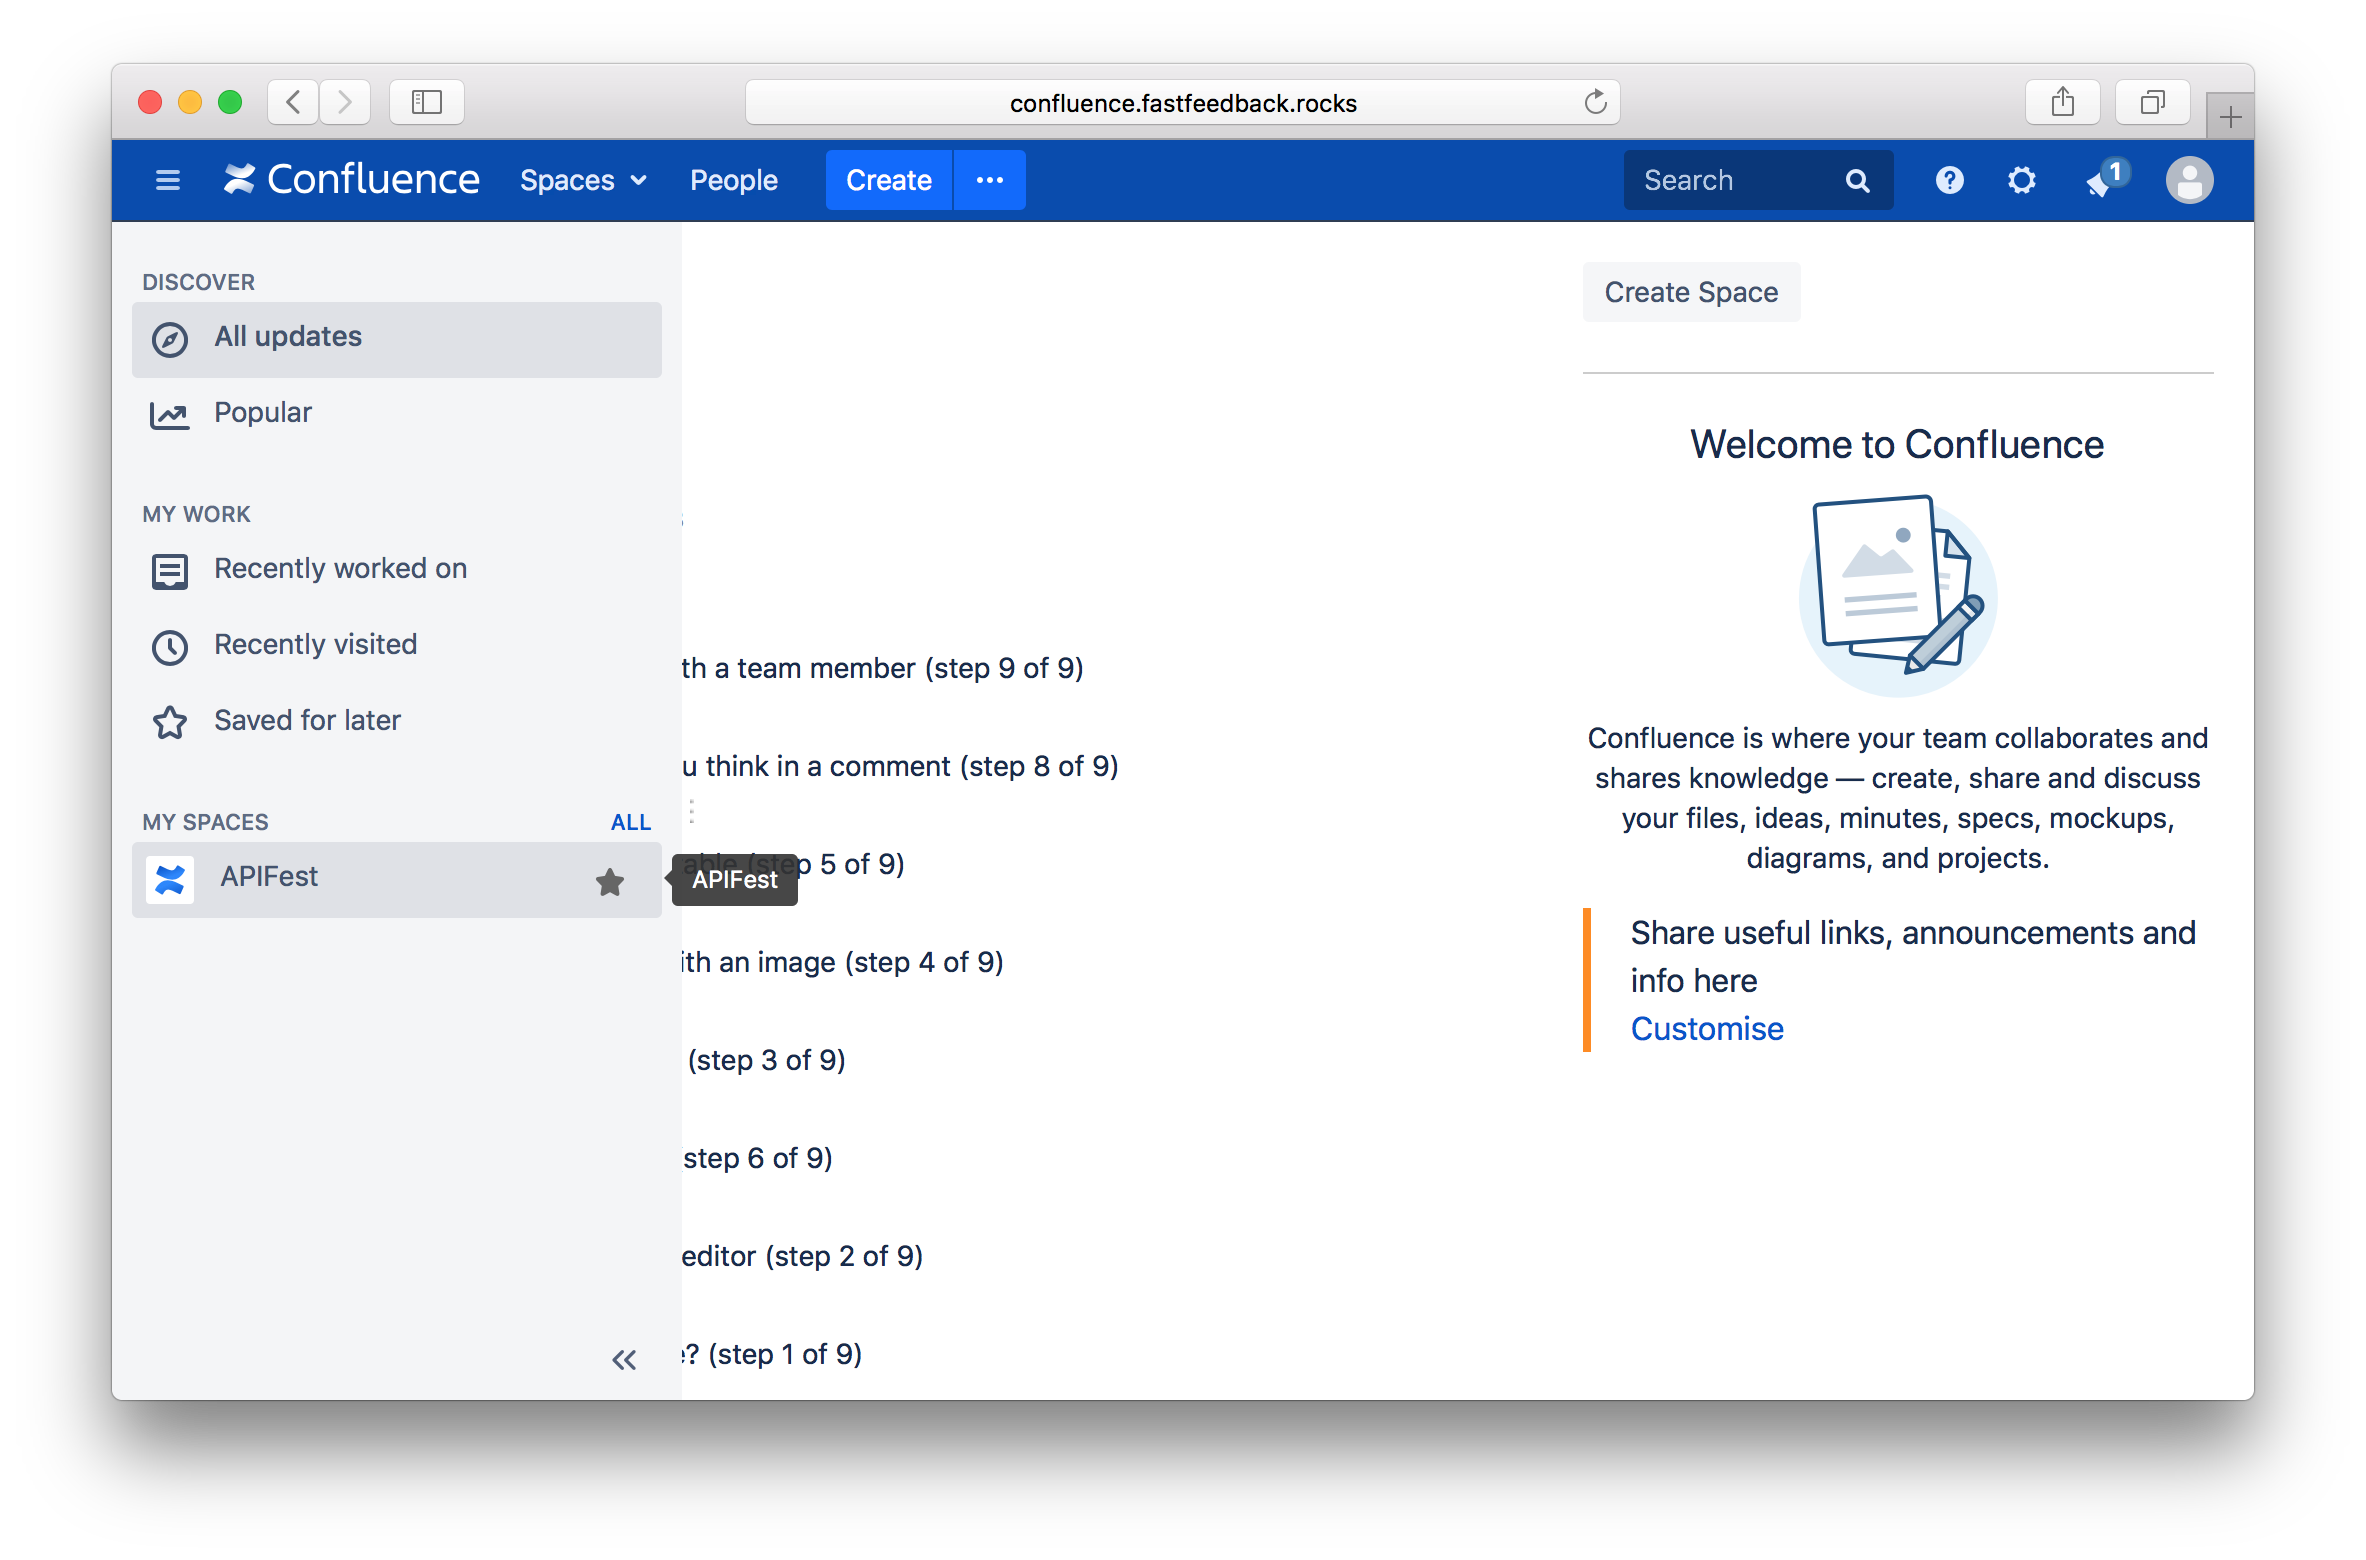 confluence.fastfeedback.rocks
Confluence
Spaces
People
Create
Search
1
DISCOVER
All updates
Popular
MY WORK
Recently worked on
Recently visited
Saved for later
MY SPACES ALL
APIFest
APIFest
th a team member (step 9 of 9)
u think in a comment (step 8 of 9)
able (step 5 of 9)
ith an image (step 4 of 9)
(step 3 of 9)
step 6 of 9)
editor (step 2 of 9)
e? (step 1 of 9)
Create Space
Welcome to Confluence
Confluence is where your team collaborates and
shares knowledge — create, share and discuss
your files, ideas, minutes, specs, mockups,
diagrams, and projects.
Share useful links, announcements and
info here
Customise